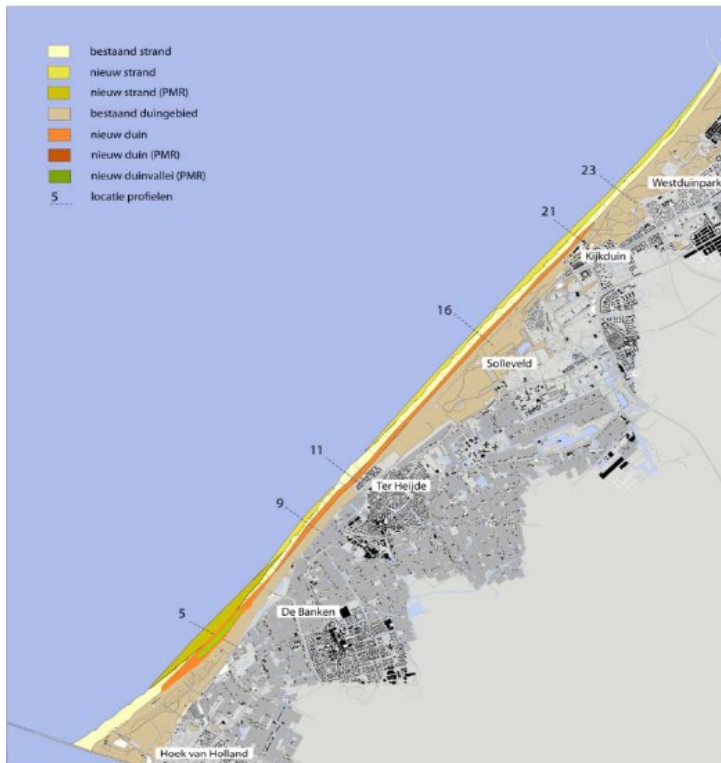 bestaand strand
nieuw strand
nieuw strand (PMR)
bestaand duingebied
nieuw duin
nieuw duin (PMR)
nieuw duinvallei (PMR)
5 locatie profielen
23
Westduinpark
21
Kijkduin
16
Solleveld
11
Ter Heijde
9
De Banken
5
Hoek van Holland